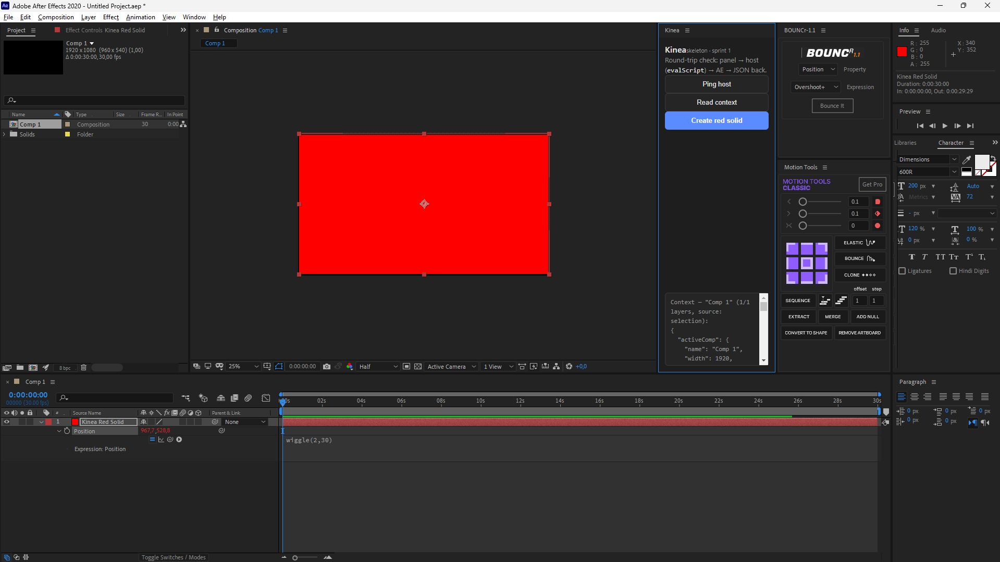 Adobe After Effects 2020 - Untitled Project.aep *
File Edit Composition Layer Effect Animation View Window Help
Project
Effect Controls Kinea Red Solid
Comp 1
1920 x 1080 (960 x 540) (1,00)
Δ 0:00:30:00, 30,00 fps
Name Type Size Frame R... In Point
Comp 1 Composition 30 0:00
Solids Folder
8 bpc
Composition Comp 1
Comp 1
25% 0:00:00:00 Half Active Camera 1 View +0,0
Kinea
Kinea skeleton · sprint 1
Round-trip check: panel → host
(evalScript) → AE → JSON back.
Ping host
Read context
Create red solid
Context — "Comp 1" (1/1
layers, source:
selection):
{
"activeComp": {
"name": "Comp 1",
"width": 1920,
BOUNCr-1.1
BOUNCR 1.1
Position Property
Overshoot+ Expression
Bounce It
Motion Tools
MOTION TOOLS
CLASSIC
Get Pro
0.1
0.1
0
ELASTIC
BOUNCE
CLONE
offset step
SEQUENCE 1 1
EXTRACT MERGE ADD NULL
CONVERT TO SHAPE REMOVE ARTBOARD
Info Audio
R: 255 X: 340
G: 0 Y: 352
B: 0
A: 255
Kinea Red Solid
Duration: 0:00:30:00
In: 0:00:00:00, Out: 0:00:29:29
Preview
Libraries Character
Dimensions
600R
200 px Auto
Metrics 72
- px
120 % 100 %
0 px 0 %
T T TT Tt T¹ T₁
Ligatures Hindi Digits
Paragraph
0 px 0 px 0 px
0 px 0 px
Comp 1
0:00:00:00
00000 (30.00 fps)
# Source Name Parent & Link
1 Kinea Red Solid None
Position 967,7,528,8
Expression: Position
:00s 02s 04s 06s 08s 10s 12s 14s 16s 18s 20s 22s 24s 26s 28s 30s
wiggle(2,30)
Toggle Switches / Modes